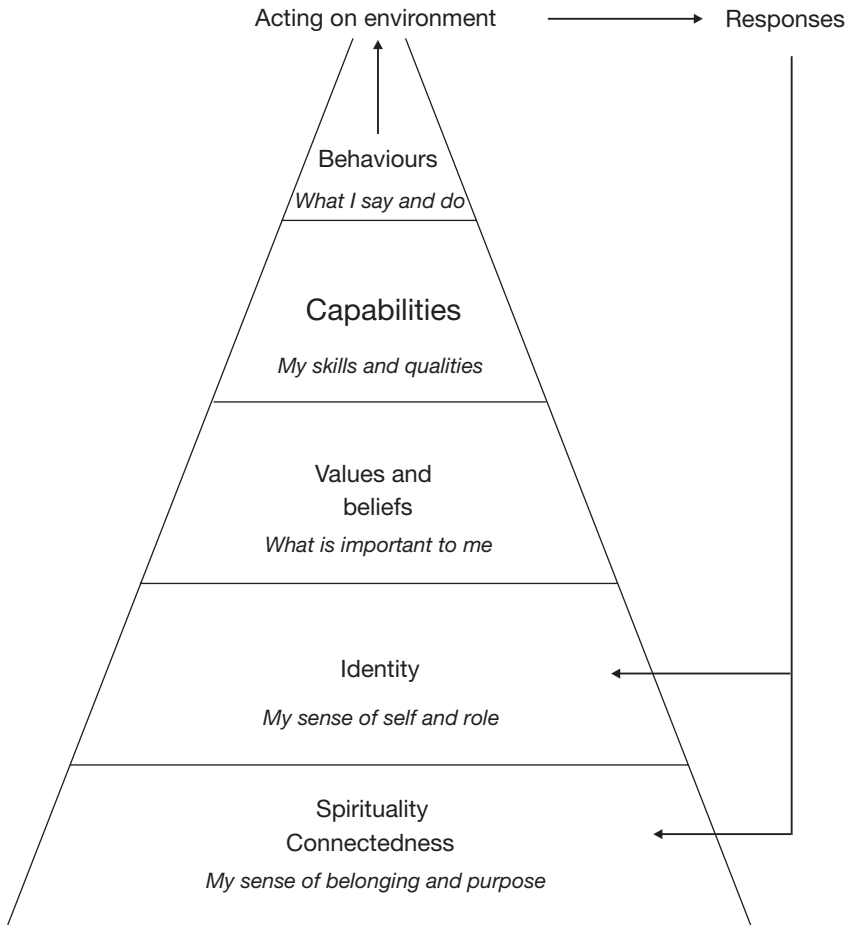 Acting on environment
Responses
Behaviours
What I say and do
Capabilities
My skills and qualities
Values and
beliefs
What is important to me
Identity
My sense of self and role
Spirituality
Connectedness
My sense of belonging and purpose